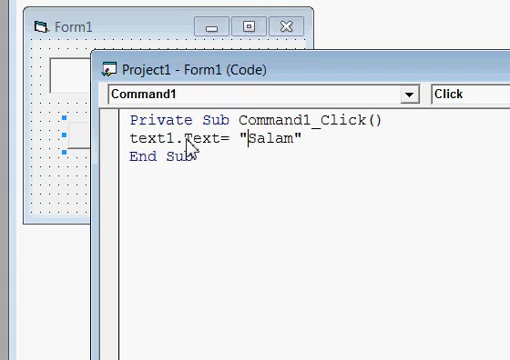 Form1
Project1 - Form1 (Code)
Command1 Click
Private Sub Command1_Click()
text1.Text= "Salam"
End Sub